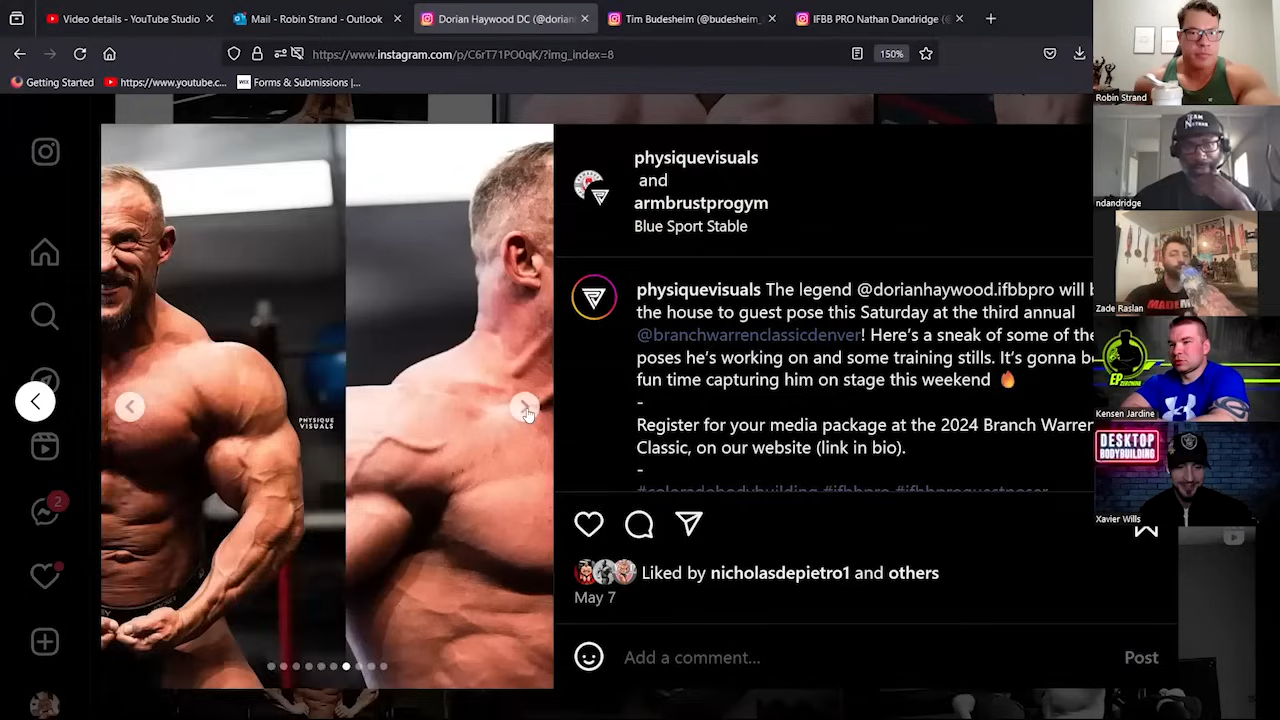 Video details - YouTube Studio
Mail - Robin Strand - Outlook
Dorian Haywood DC (@dorian
Tim Budesheim (@budesheim_
IFBB PRO Nathan Dandridge (@
https://www.instagram.com/p/C6rT71PO0qK/?img_index=8
150%
Getting Started
https://www.youtube.c...
WIX
Forms & Submissions |...
physiquevisuals
and
armbrustprogym
Blue Sport Stable
physiquevisuals The legend @dorianhaywood.ifbbpro will b
the house to guest pose this Saturday at the third annual
@branchwarrenclassicdenver! Here's a sneak of some of the
poses he's working on and some training stills. It's gonna b
fun time capturing him on stage this weekend 🔥
-
Register for your media package at the 2024 Branch Warren
Classic, on our website (link in bio).
-
#coloradobodybuilding #ifbbpro #ifbbproguestposer
Liked by nicholasdepietro1 and others
May 7
Add a comment...
Post
2
PHYSIQUE
VISUALS
Robin Strand
TEAM
ndandridge
MADE
Zade Raslan
EP
ZERONINE
Kensen Jardine
DESKTOP
BODYBUILDING
Xavier Wills